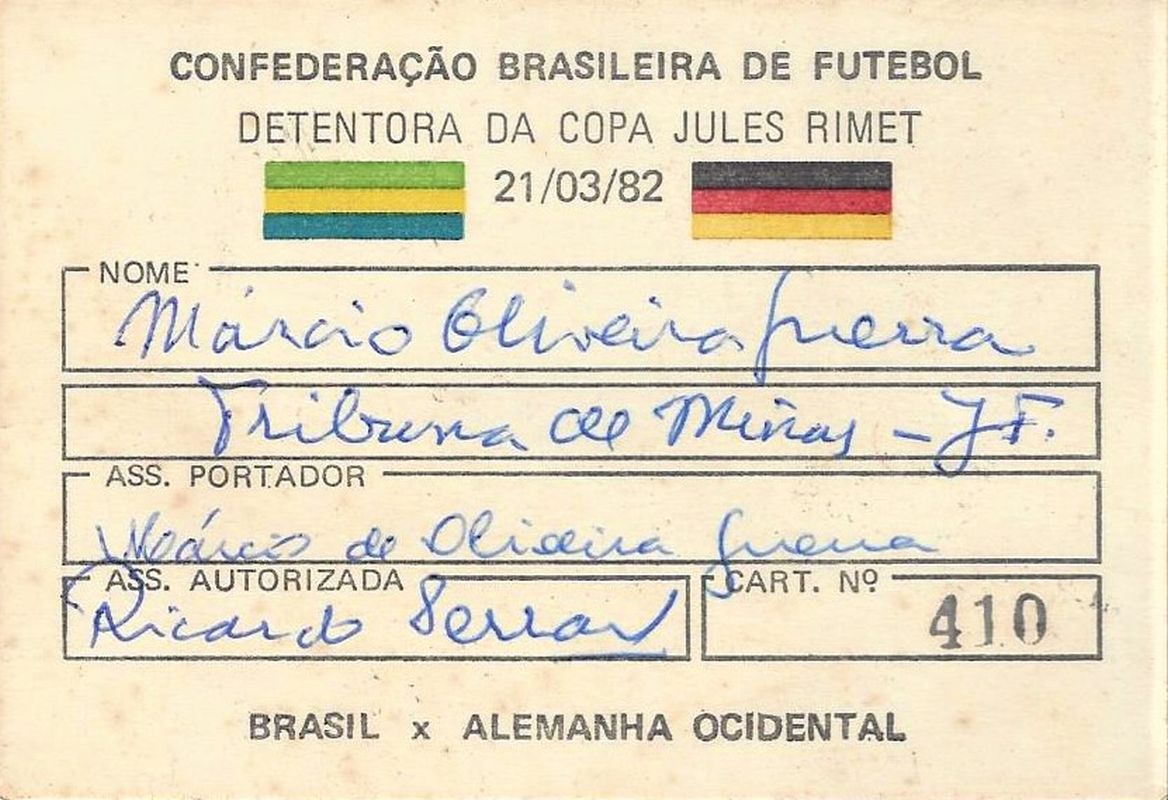 CONFEDERAÇÃO BRASILEIRA DE FUTEBOL
DETENTORA DA COPA JULES RIMET
21/03/82
NOME
Márcio Oliveira Guerra
Tribuna de Minas - J.F.
ASS. PORTADOR
Márcio de Oliveira Guerra
ASS. AUTORIZADA
CART. Nº
Ricardo
410
BRASIL x ALEMANHA OCIDENTAL